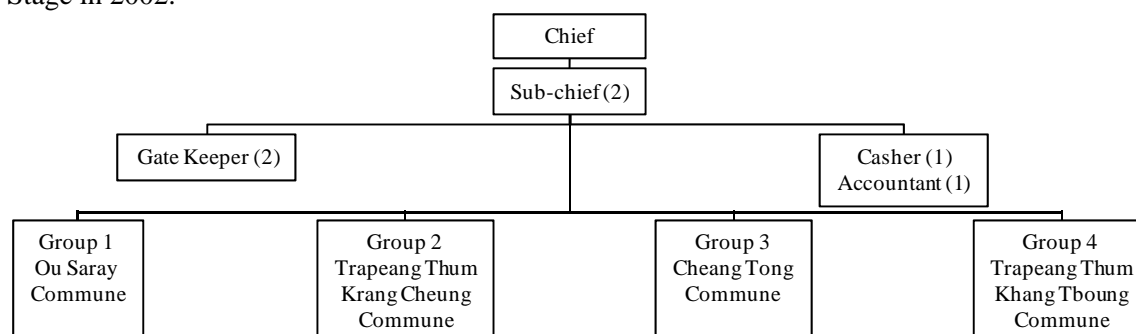 Stage in 2002.
Chief
Sub-chief (2)
Gate Keeper (2)
Casher (1)
Accountant (1)
Group 1
Ou Saray
Commune
Group 2
Trapeang Thum
Krang Cheung
Commune
Group 3
Cheang Tong
Commune
Group 4
Trapeang Thum
Khang Tboung
Commune